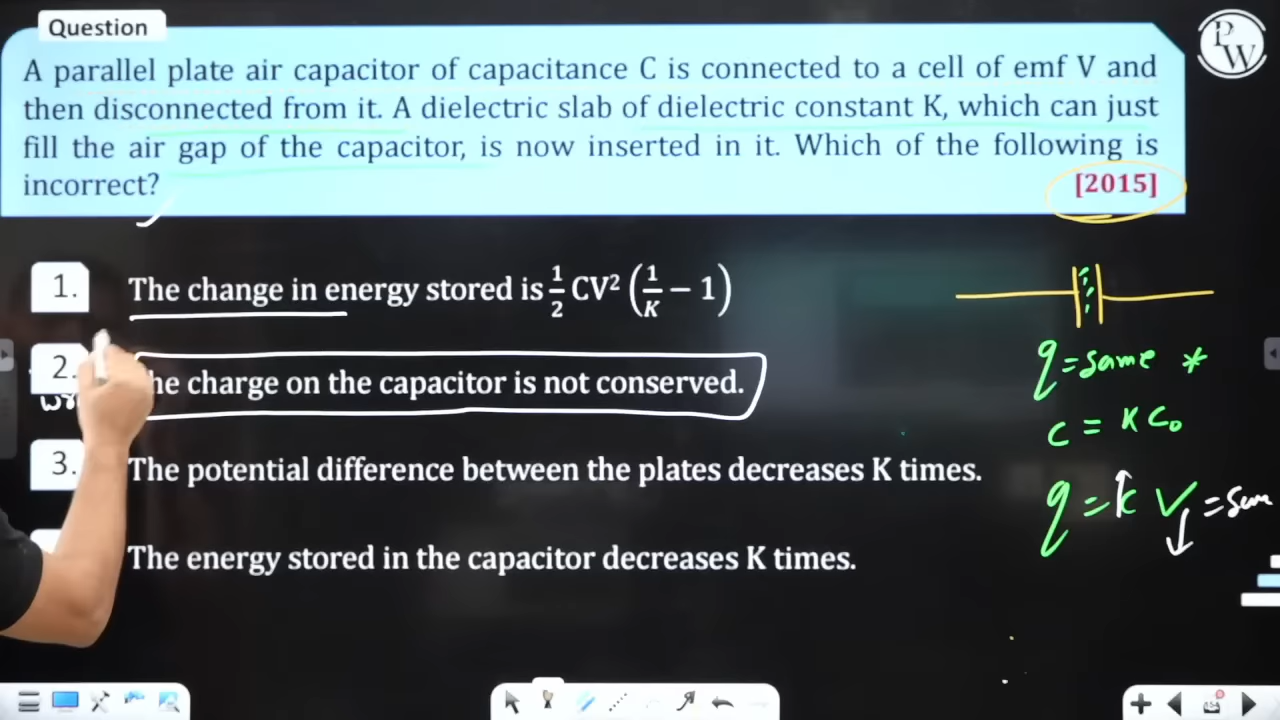 Question
A parallel plate air capacitor of capacitance C is connected to a cell of emf V and
then disconnected from it. A dielectric slab of dielectric constant K, which can just
fill the air gap of the capacitor, is now inserted in it. Which of the following is
incorrect?
[2015]
PW
1. The change in energy stored is 1/2 CV² (1/K − 1)
2. he charge on the capacitor is not conserved.
3. The potential difference between the plates decreases K times.
The energy stored in the capacitor decreases K times.
q = same *
C = KC₀
q = k↑ V↓ = Same